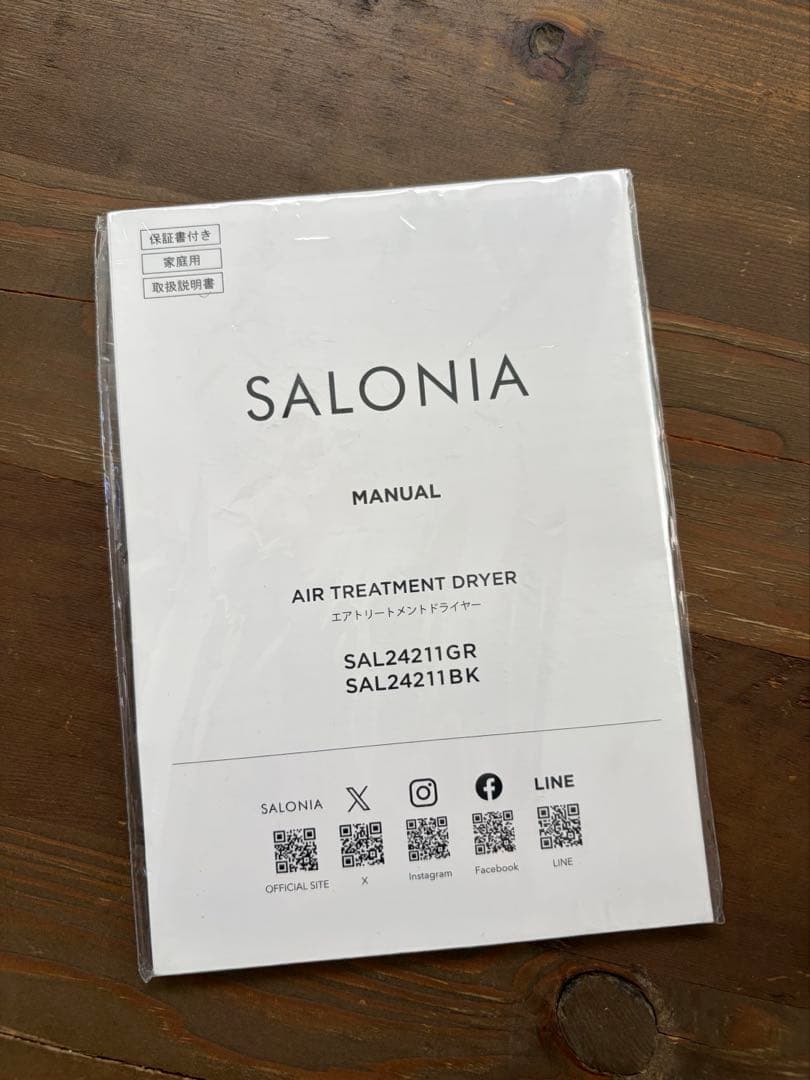 保証書付き
家庭用
取扱説明書
SALONIA
MANUAL
AIR TREATMENT DRYER
エアトリートメントドライヤー
SAL24211GR
SAL24211BK
SALONIA
LINE
OFFICIAL SITE
X
Instagram
Facebook
LINE